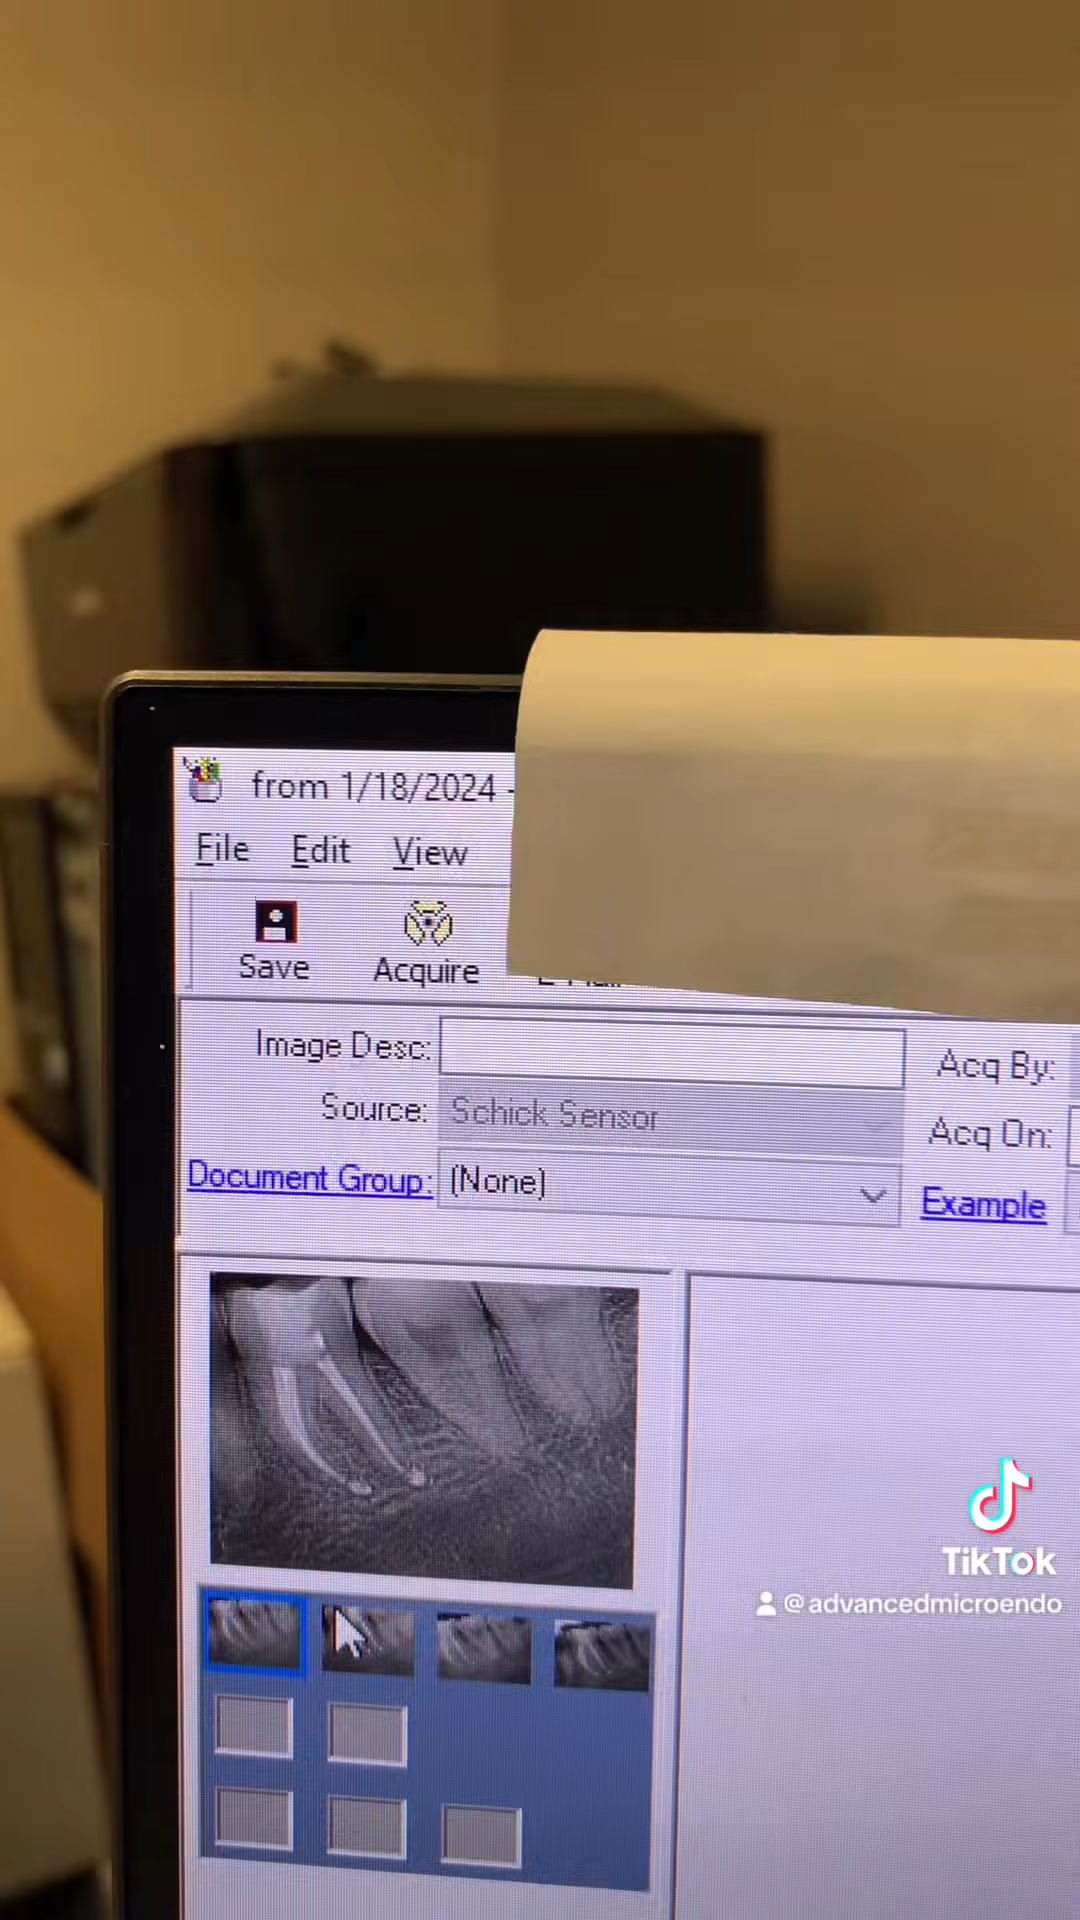 from 1/18/2024 -
File Edit View
Save Acquire
Image Desc:
Acq By:
Source: Schick Sensor
Acq On:
Document Group: (None)
Example
TikTok
@advancedmicroendo